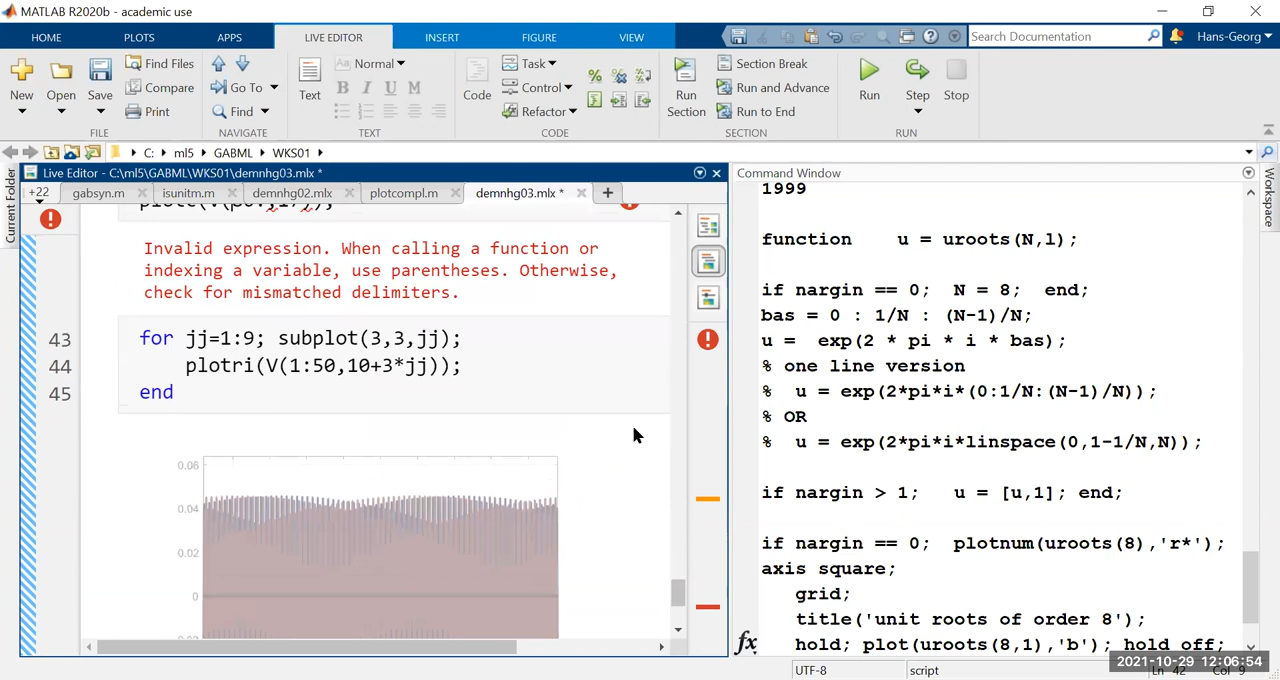 MATLAB R2020b - academic use
HOME PLOTS APPS LIVE EDITOR INSERT FIGURE VIEW Search Documentation Hans-Georg
New Open Save Find Files Compare Print
Go To Find
Text Normal B I U M
Code Task Control Refactor
Run Section Section Break Run and Advance Run to End
Run Step Stop
FILE NAVIGATE TEXT CODE SECTION RUN
C: ml5 GABML WKS01
Live Editor - C:\ml5\GABML\WKS01\demnhg03.mlx *
+22 gabsyn.m isunitm.m demnhg02.mlx plotcompl.m demnhg03.mlx * +
Current Folder
Invalid expression. When calling a function or
indexing a variable, use parentheses. Otherwise,
check for mismatched delimiters.
43 for jj=1:9; subplot(3,3,jj);
44 plotri(V(1:50,10+3*jj));
45 end
0.06
0.04
0.02
0
Command Window
Workspace
1999
function u = uroots(N,l);
if nargin == 0; N = 8; end;
bas = 0 : 1/N : (N-1)/N;
u = exp(2 * pi * i * bas);
% one line version
% u = exp(2*pi*i*(0:1/N:(N-1)/N));
% OR
% u = exp(2*pi*i*linspace(0,1-1/N,N));
if nargin > 1; u = [u,1]; end;
if nargin == 0; plotnum(uroots(8),'r*');
axis square;
grid;
title('unit roots of order 8');
hold; plot(uroots(8,1),'b'); hold off;
fx
UTF-8 script Ln 42 Col 9
2021-10-29 12:06:54